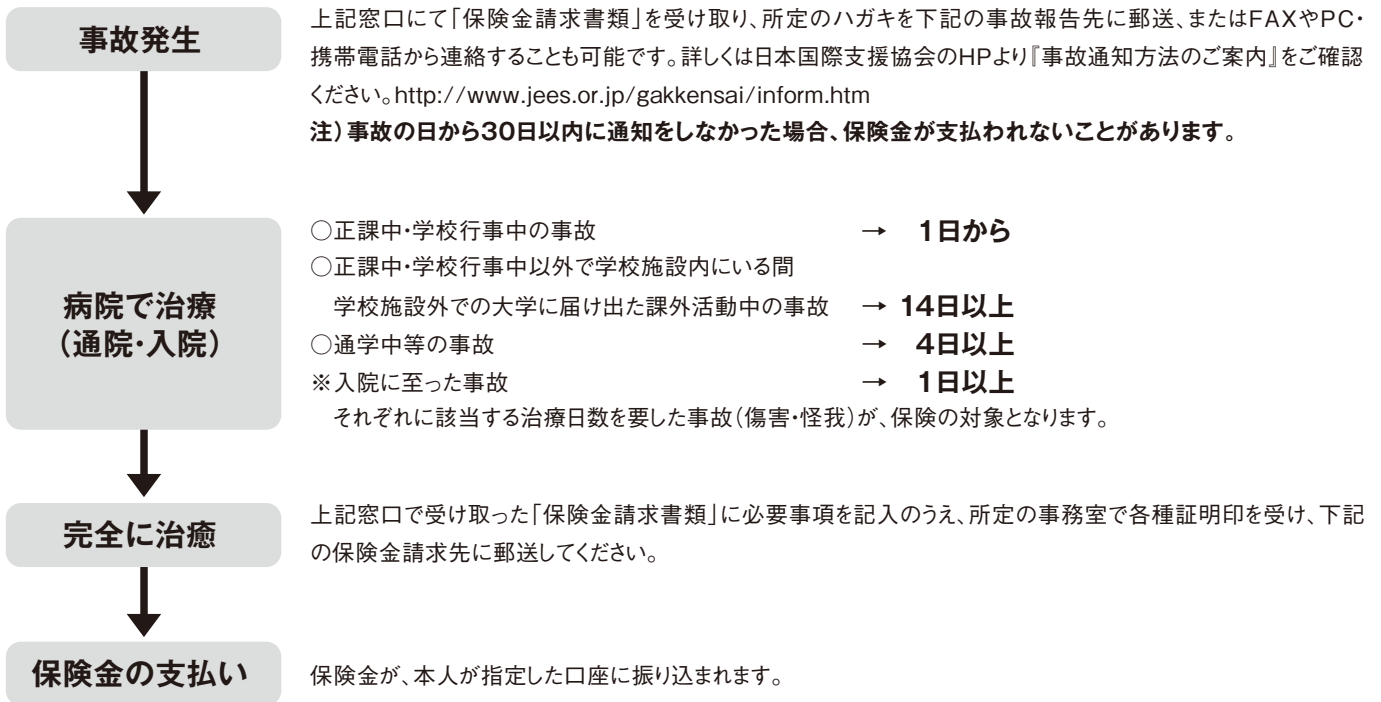 事故発生
上記窓口にて「保険金請求書類」を受け取り、所定のハガキを下記の事故報告先に郵送、またはFAXやPC・
携帯電話から連絡することも可能です。詳しくは日本国際支援協会のHPより『事故通知方法のご案内』をご確認
ください。http://www.jees.or.jp/gakkensai/inform.htm
注)事故の日から30日以内に通知をしなかった場合、保険金が支払われないことがあります。
病院で治療
(通院・入院)
○正課中・学校行事中の事故 → 1日から
○正課中・学校行事中以外で学校施設内にいる間
学校施設外での大学に届け出た課外活動中の事故 → 14日以上
○通学中等の事故 → 4日以上
※入院に至った事故 → 1日以上
それぞれに該当する治療日数を要した事故(傷害・怪我)が、保険の対象となります。
完全に治癒
上記窓口で受け取った「保険金請求書類」に必要事項を記入のうえ、所定の事務室で各種証明印を受け、下記
の保険金請求先に郵送してください。
保険金の支払い
保険金が、本人が指定した口座に振り込まれます。